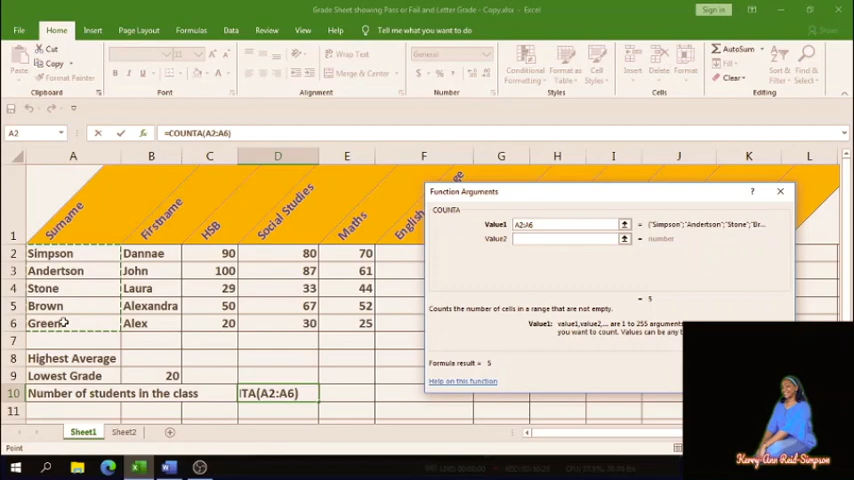 Grade Sheet showing Pass or Fail and Letter Grade - Copy.xlsx - Excel
Sign in
File Home Insert Page Layout Formulas Data Review View Help Tell me what you want to do
Share
Cut
Copy
Format Painter
Paste
Clipboard
11
B I U
Font
Wrap Text
Merge & Center
Alignment
General
$ % ,
Number
Conditional Formatting
Format as Table
Cell Styles
Styles
Insert Delete Format
Cells
AutoSum
Fill
Clear
Sort & Filter
Find & Select
Editing
A2
fx
=COUNTA(A2:A6)
A B C D E F G H I J K L
1 Surname Firstname HSB Social Studies Maths English
2 Simpson Dannae 90 80 70
3 Andertson John 100 87 61
4 Stone Laura 29 33 44
5 Brown Alexandra 50 67 52
6 Green Alex 20 30 25
7
8 Highest Average
9 Lowest Grade 20
10 Number of students in the class ITA(A2:A6)
11
Function Arguments
? ×
COUNTA
Value1 A2:A6 = {"Simpson";"Andertson";"Stone";"Br...
Value2 = number
= 5
Counts the number of cells in a range that are not empty.
Value1: value1,value2,... are 1 to 255 arguments
you want to count. Values can be any t
Formula result = 5
Help on this function
Sheet1 Sheet2
Point
Kerry-Ann Reid-Simpson